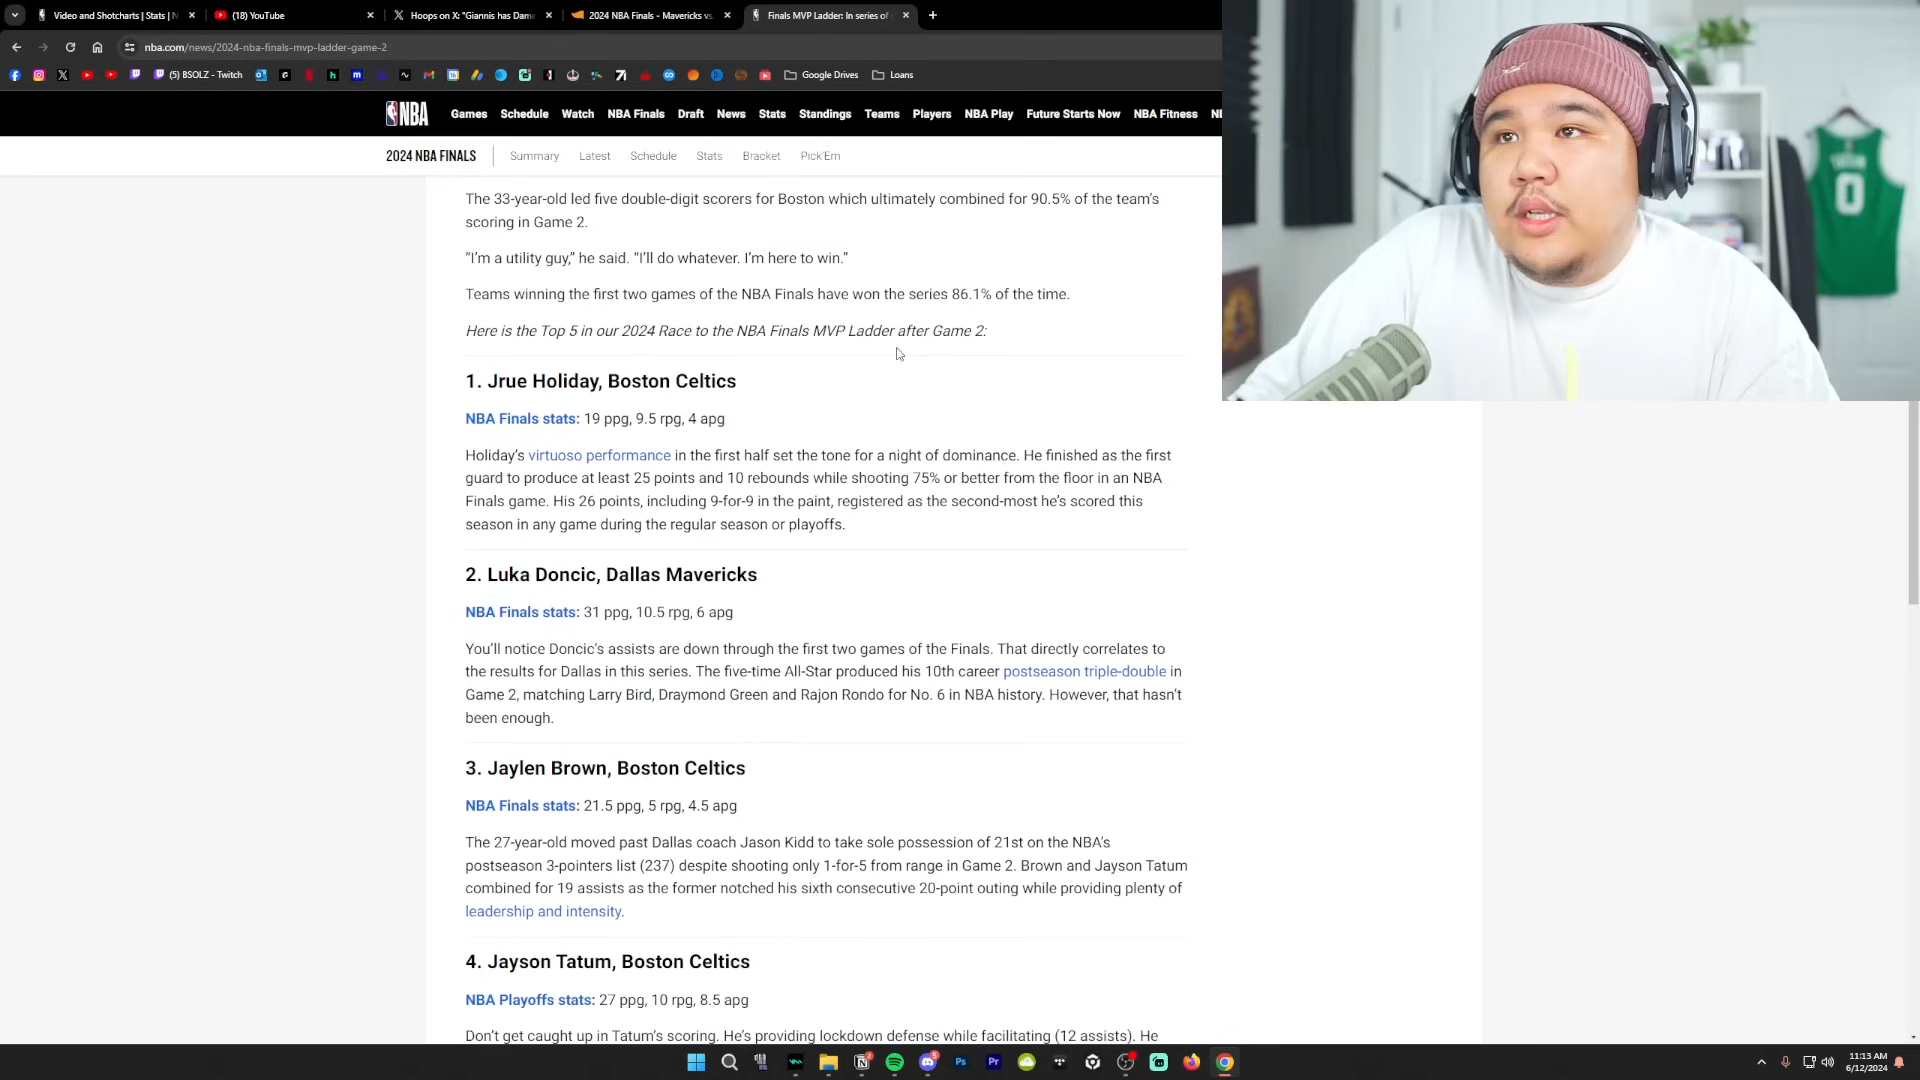 Video and Shotcharts | Stats | N
(18) YouTube
Hoops on X: "Giannis has Dame
2024 NBA Finals - Mavericks vs.
Finals MVP Ladder: In series of
nba.com/news/2024-nba-finals-mvp-ladder-game-2
(5) BSOLZ - Twitch
Google Drives
Loans
NBA
Games Schedule Watch NBA Finals Draft News Stats Standings Teams Players NBA Play Future Starts Now NBA Fitness
2024 NBA FINALS Summary Latest Schedule Stats Bracket Pick'Em
TATUM
0
The 33-year-old led five double-digit scorers for Boston which ultimately combined for 90.5% of the team's
scoring in Game 2.
"I'm a utility guy," he said. "I'll do whatever. I'm here to win."
Teams winning the first two games of the NBA Finals have won the series 86.1% of the time.
Here is the Top 5 in our 2024 Race to the NBA Finals MVP Ladder after Game 2:
1. Jrue Holiday, Boston Celtics
NBA Finals stats: 19 ppg, 9.5 rpg, 4 apg
Holiday's virtuoso performance in the first half set the tone for a night of dominance. He finished as the first
guard to produce at least 25 points and 10 rebounds while shooting 75% or better from the floor in an NBA
Finals game. His 26 points, including 9-for-9 in the paint, registered as the second-most he's scored this
season in any game during the regular season or playoffs.
2. Luka Doncic, Dallas Mavericks
NBA Finals stats: 31 ppg, 10.5 rpg, 6 apg
You'll notice Doncic's assists are down through the first two games of the Finals. That directly correlates to
the results for Dallas in this series. The five-time All-Star produced his 10th career postseason triple-double in
Game 2, matching Larry Bird, Draymond Green and Rajon Rondo for No. 6 in NBA history. However, that hasn't
been enough.
3. Jaylen Brown, Boston Celtics
NBA Finals stats: 21.5 ppg, 5 rpg, 4.5 apg
The 27-year-old moved past Dallas coach Jason Kidd to take sole possession of 21st on the NBA's
postseason 3-pointers list (237) despite shooting only 1-for-5 from range in Game 2. Brown and Jayson Tatum
combined for 19 assists as the former notched his sixth consecutive 20-point outing while providing plenty of
leadership and intensity.
4. Jayson Tatum, Boston Celtics
NBA Playoffs stats: 27 ppg, 10 rpg, 8.5 apg
Don't get caught up in Tatum's scoring. He's providing lockdown defense while facilitating (12 assists). He
11:13 AM
6/12/2024